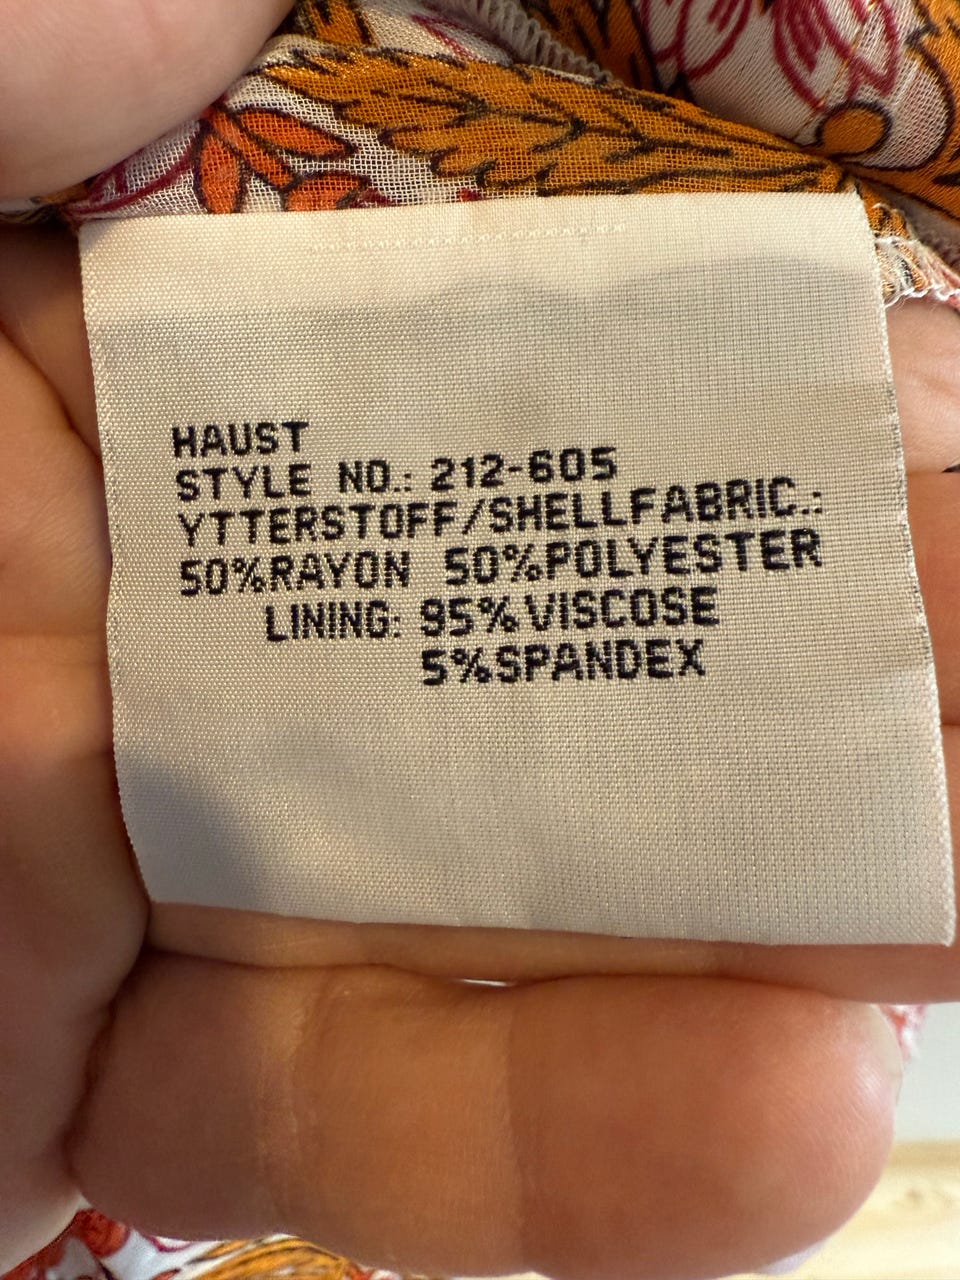 HAUST
STYLE NO.: 212-605
YTTERSTOFF/SHELLFABRIC.:
50%RAYON 50%POLYESTER
LINING: 95%VISCOSE
5%SPANDEX